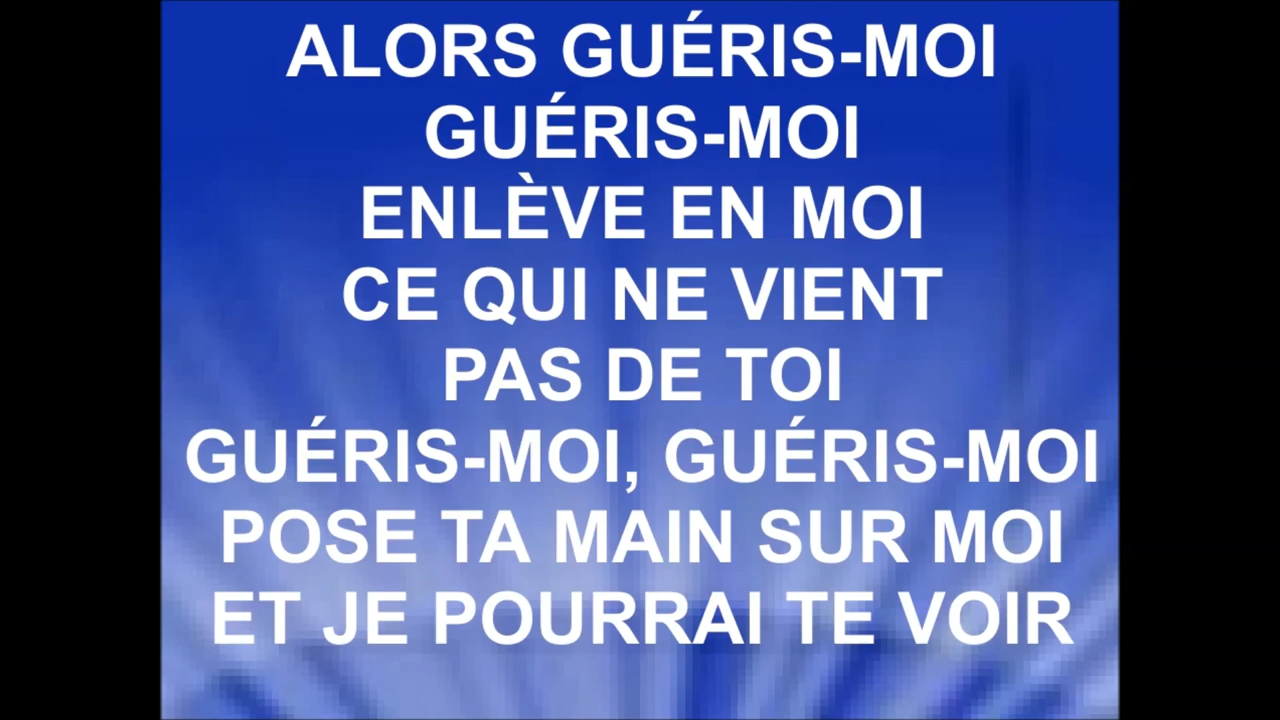 ALORS GUÉRIS-MOI
GUÉRIS-MOI
ENLÈVE EN MOI
CE QUI NE VIENT
PAS DE TOI
GUÉRIS-MOI, GUÉRIS-MOI
POSE TA MAIN SUR MOI
ET JE POURRAI TE VOIR